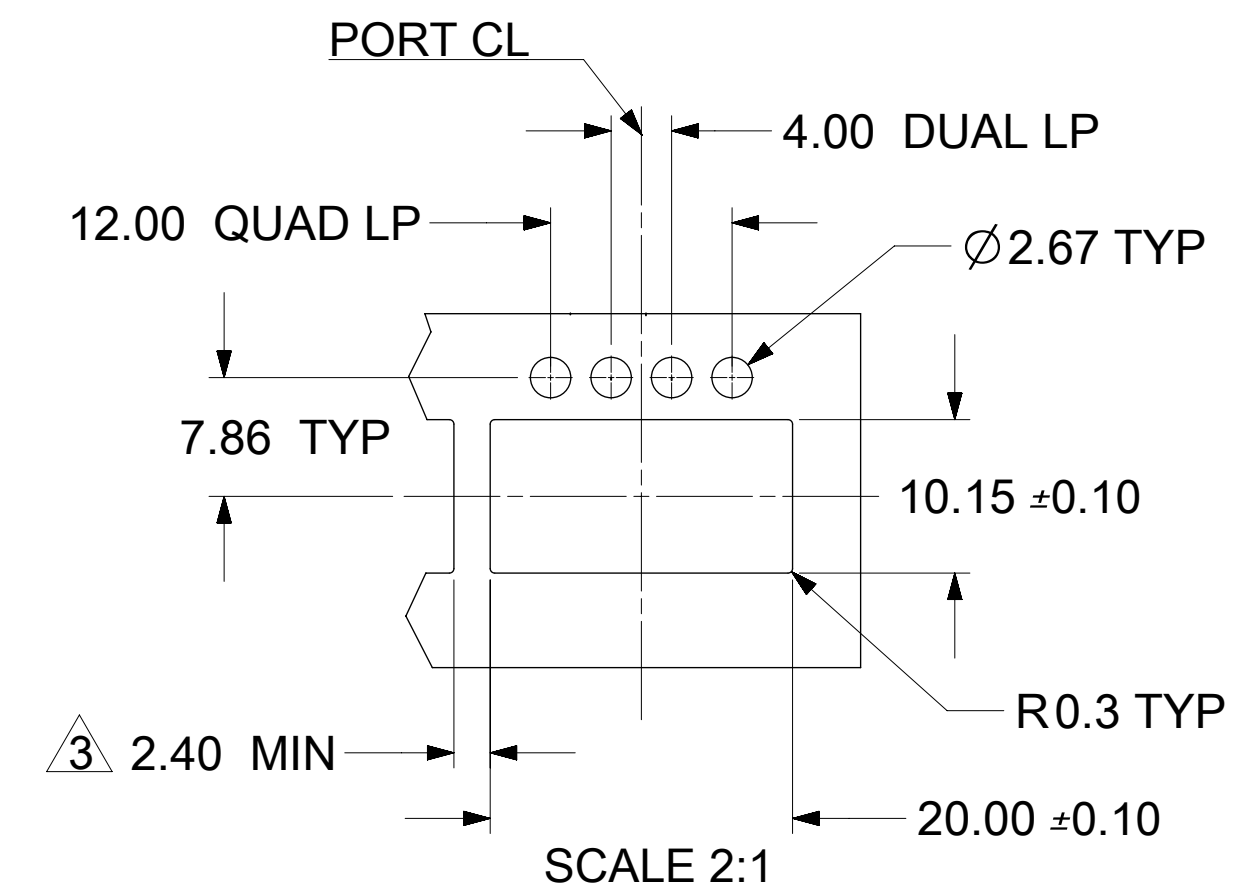 PORT CL
4.00 DUAL LP
12.00 QUAD LP
∅2.67 TYP
7.86 TYP
10.15 ±0.10
R0.3 TYP
3 2.40 MIN
20.00 ±0.10
SCALE 2:1